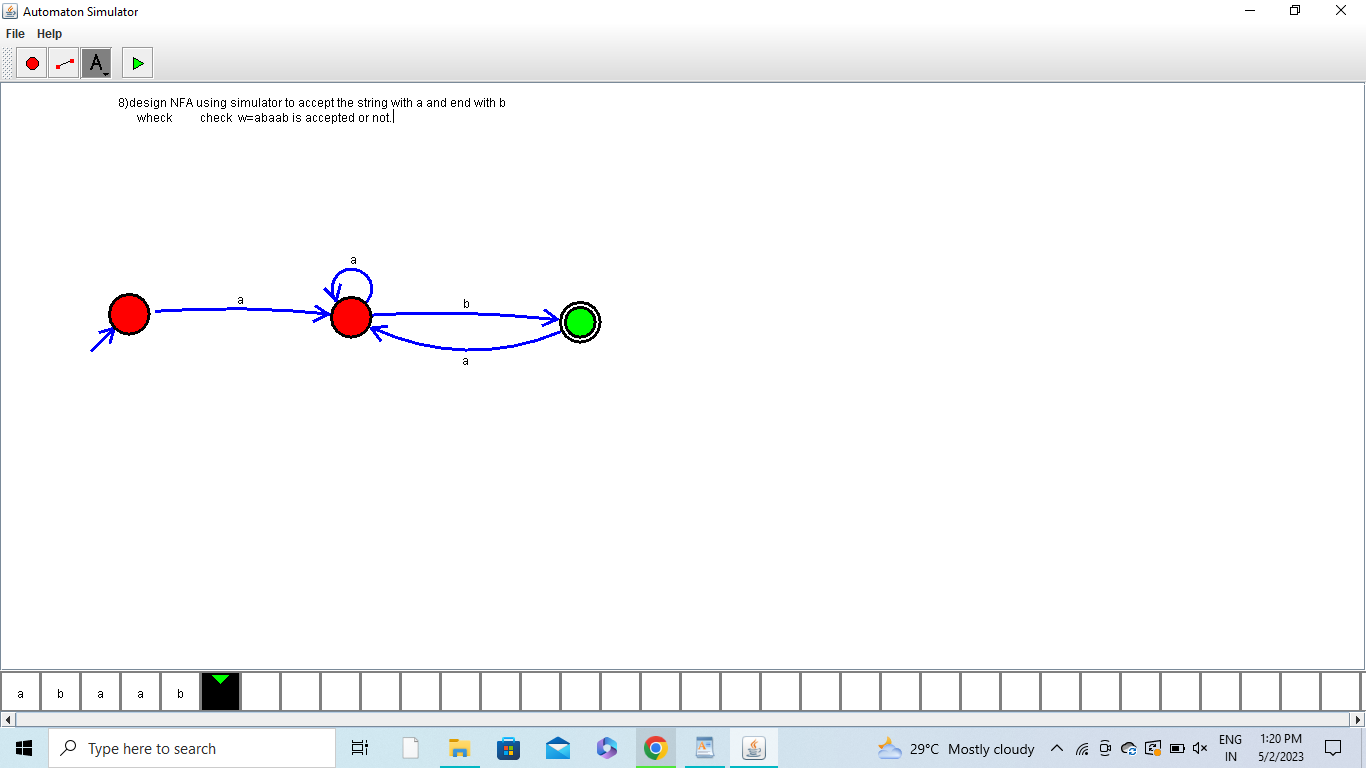 Automaton Simulator
File Help
A
8)design NFA using simulator to accept the string with a and end with b
wheck check w=abaab is accepted or not.
a
a b
a
a b a a b
Type here to search
29°C Mostly cloudy
ENG
IN
1:20 PM
5/2/2023